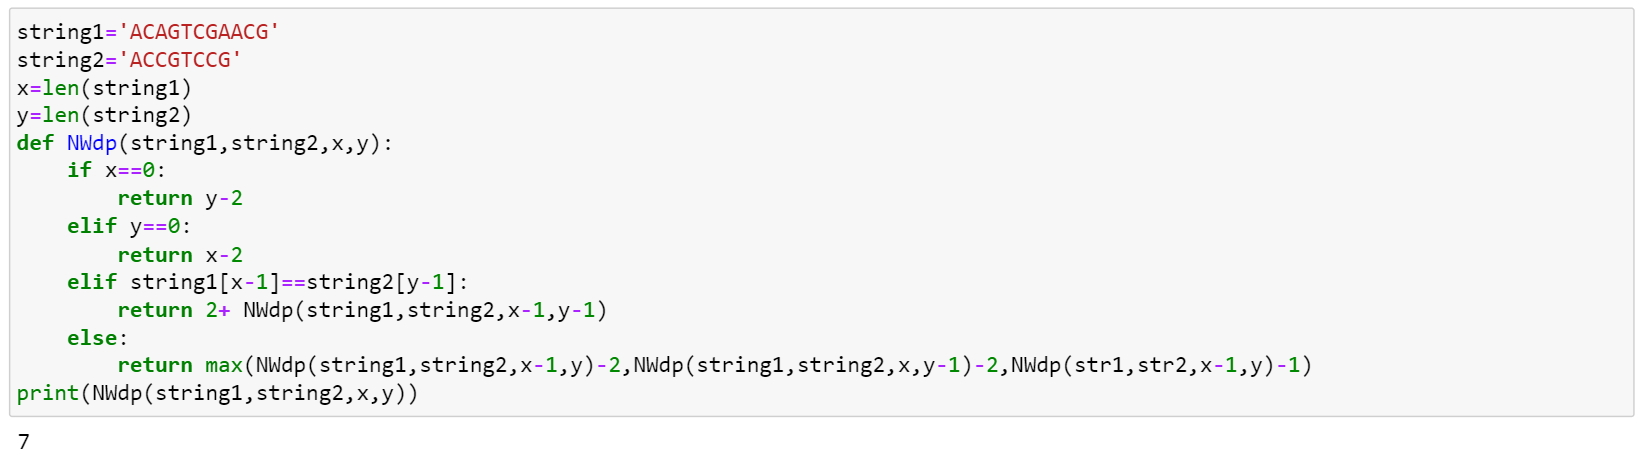 string1='ACAGTCGAACG'
string2='ACCGTCCG'
x=len(string1)
y=len(string2)
def NWdp(string1,string2,x,y):
    if x==0:
        return y-2
    elif y==0:
        return x-2
    elif string1[x-1]==string2[y-1]:
        return 2+ NWdp(string1,string2,x-1,y-1)
    else:
        return max(NWdp(string1,string2,x-1,y)-2,NWdp(string1,string2,x,y-1)-2,NWdp(str1,str2,x-1,y)-1)
print(NWdp(string1,string2,x,y))
7